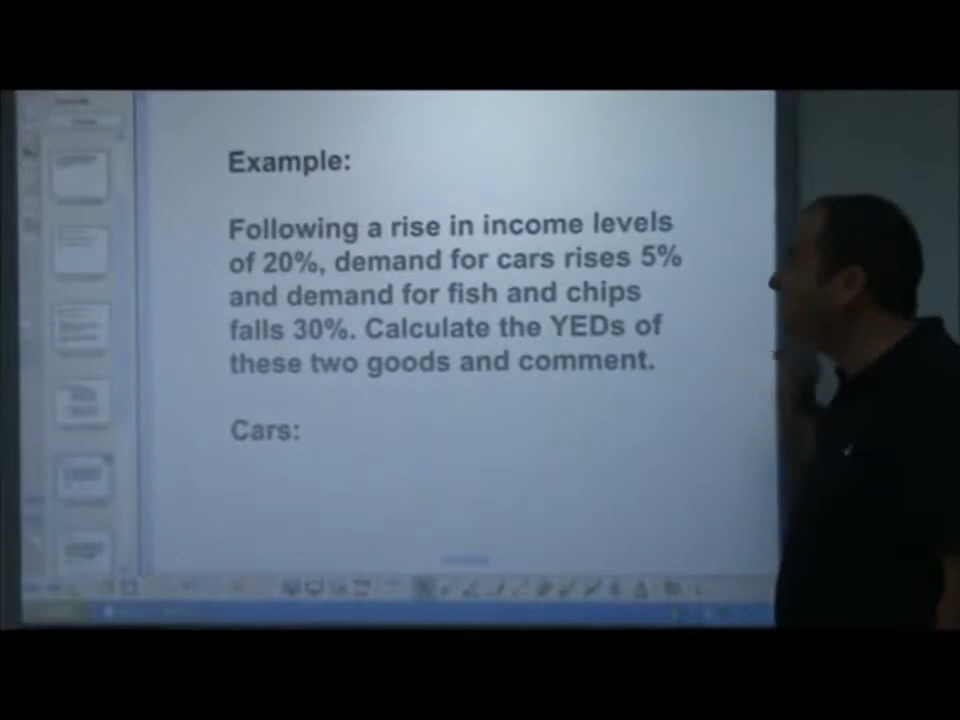 Example:
Following a rise in income levels
of 20%, demand for cars rises 5%
and demand for fish and chips
falls 30%. Calculate the YEDs of
these two goods and comment.
Cars: